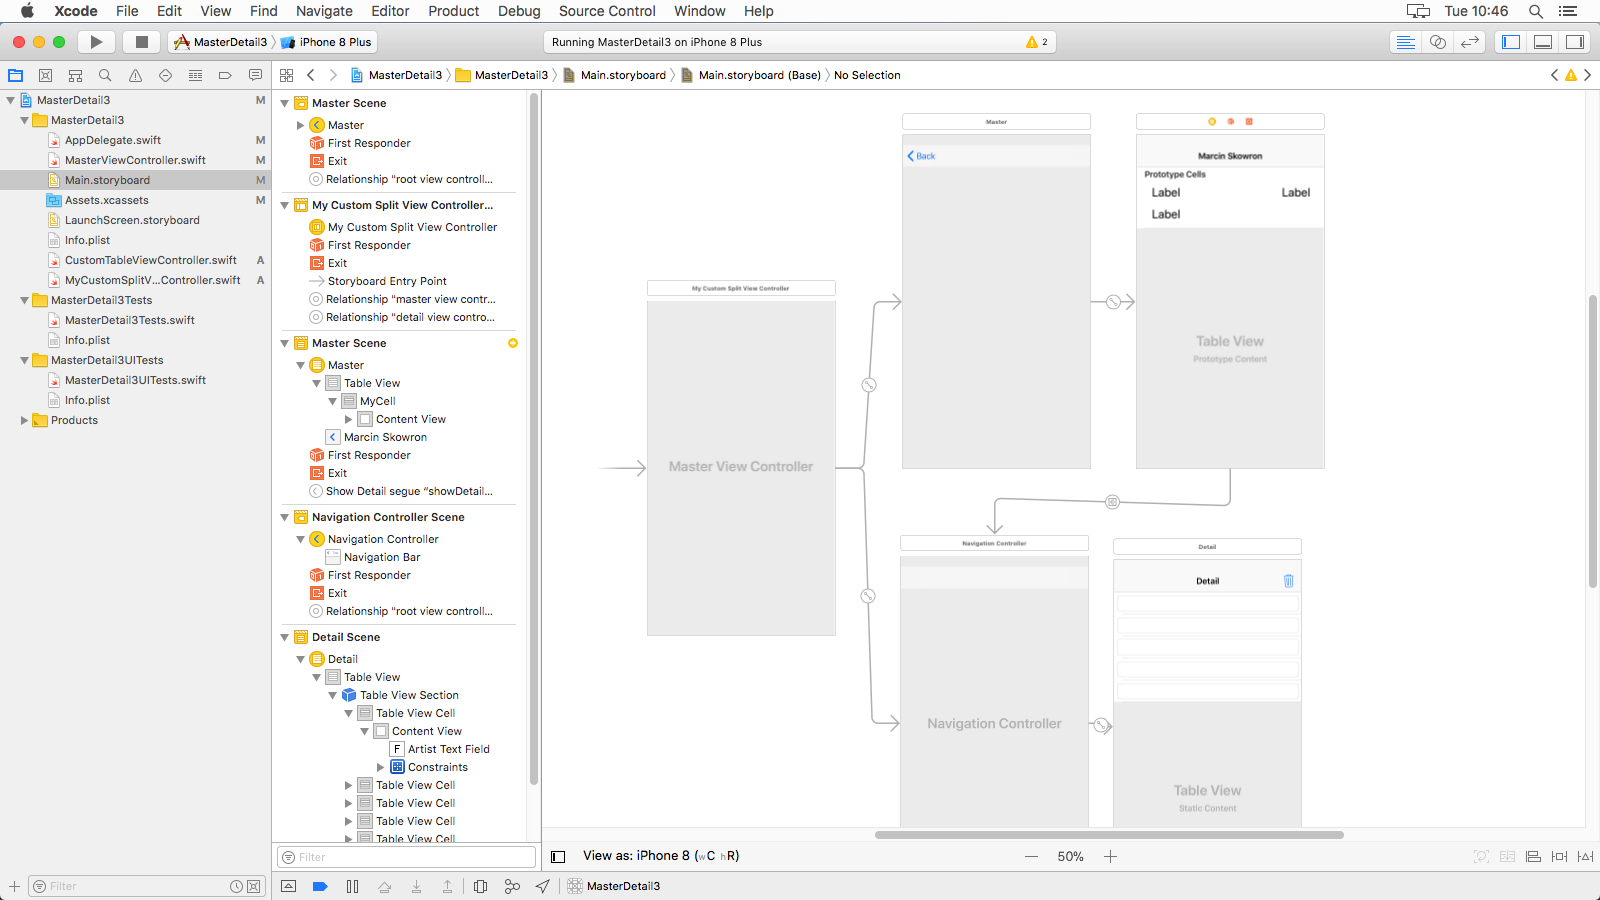 Xcode File Edit View Find Navigate Editor Product Debug Source Control Window Help Tue 10:46
MasterDetail3 iPhone 8 Plus Running MasterDetail3 on iPhone 8 Plus 2
MasterDetail3 MasterDetail3 Main.storyboard Main.storyboard (Base) No Selection
MasterDetail3 M
MasterDetail3
AppDelegate.swift M
MasterViewController.swift M
Main.storyboard M
Assets.xcassets M
LaunchScreen.storyboard
Info.plist
CustomTableViewController.swift A
MyCustomSplitV...Controller.swift A
MasterDetail3Tests
MasterDetail3Tests.swift
Info.plist
MasterDetail3UITests
MasterDetail3UITests.swift
Info.plist
Products
Filter
Master Scene
Master
First Responder
Exit
Relationship “root view controll...
My Custom Split View Controller...
My Custom Split View Controller
First Responder
Exit
Storyboard Entry Point
Relationship “master view contr...
Relationship “detail view contro...
Master Scene
Master
Table View
MyCell
Content View
Marcin Skowron
First Responder
Exit
Show Detail segue “showDetail...
Navigation Controller Scene
Navigation Controller
Navigation Bar
First Responder
Exit
Relationship “root view controll...
Detail Scene
Detail
Table View
Table View Section
Table View Cell
Content View
F Artist Text Field
Constraints
Table View Cell
Table View Cell
Table View Cell
Table View Cell
Filter
My Custom Split View Controller
Master View Controller
Master
Back
Marcin Skowron
Prototype Cells
Label Label
Label
Table View
Prototype Content
Navigation Controller
Navigation Controller
Detail
Detail
Table View
Static Content
View as: iPhone 8 (wC hR) 50%
MasterDetail3